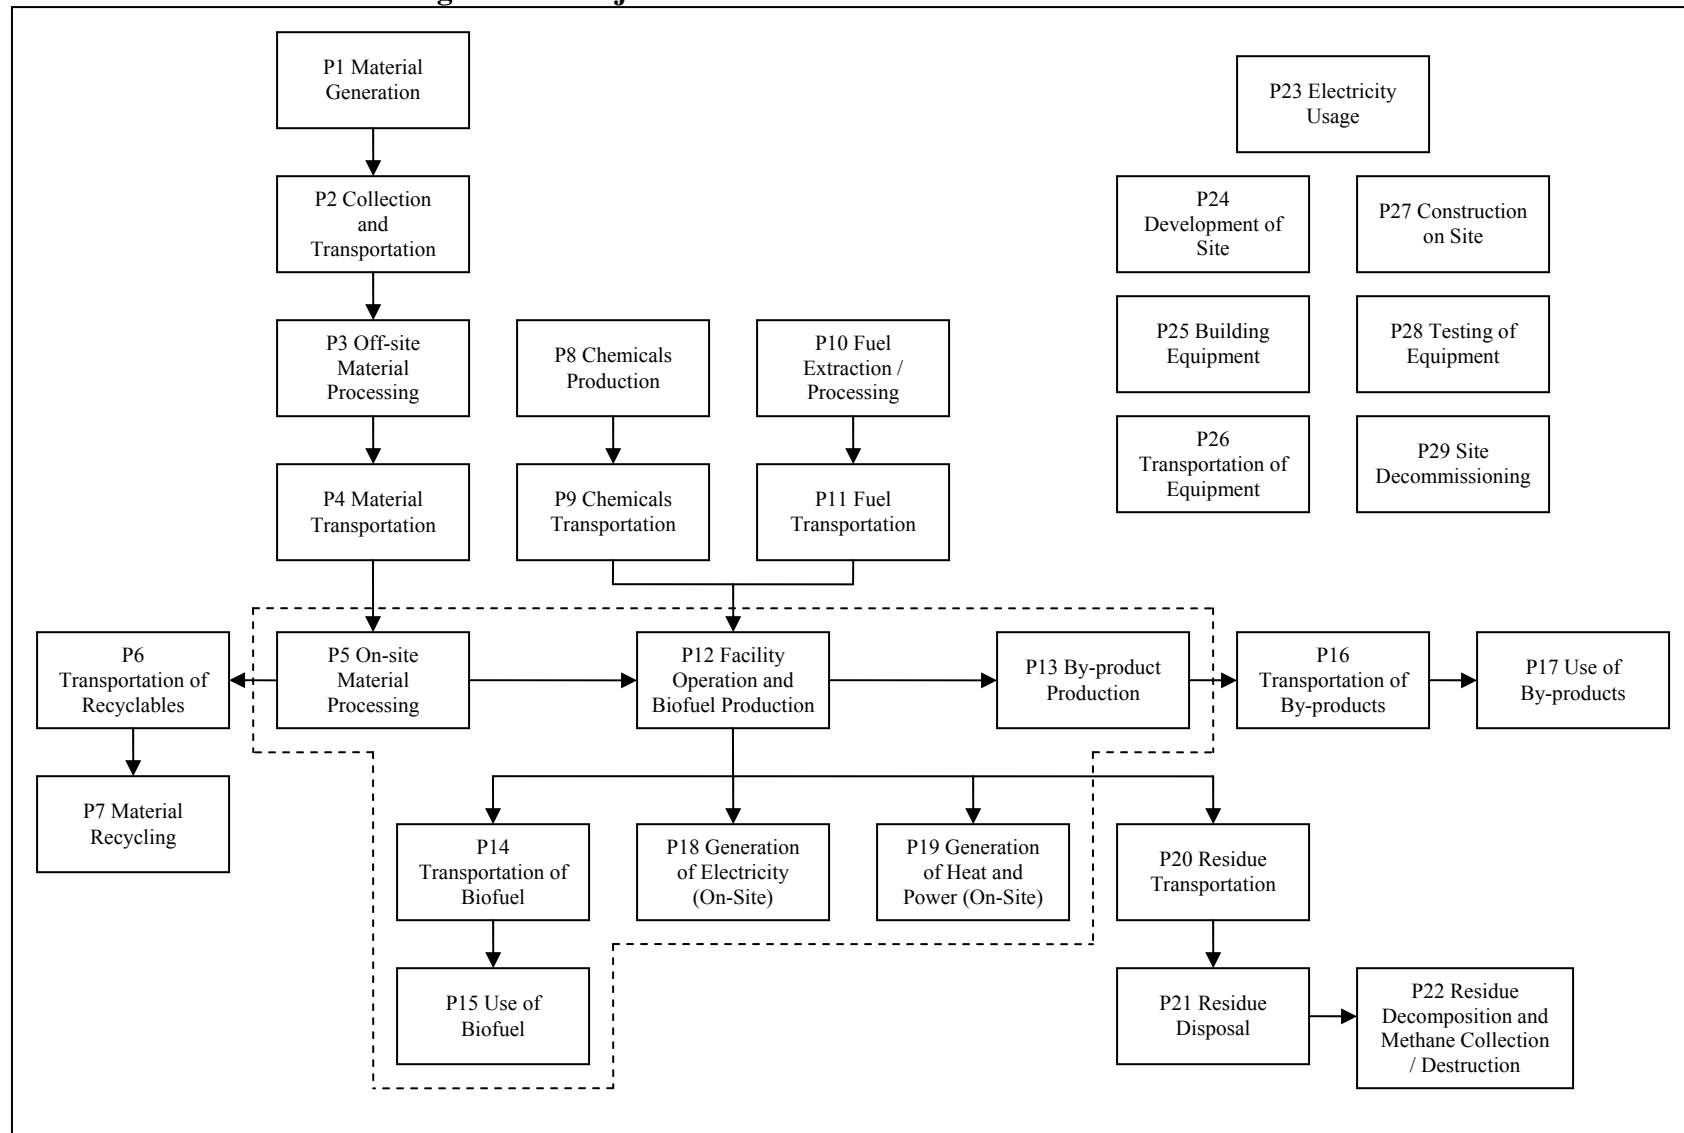 P1 Material
Generation
P23 Electricity
Usage
P2 Collection
and
Transportation
P24
Development of
Site
P27 Construction
on Site
P3 Off-site
Material
Processing
P8 Chemicals
Production
P10 Fuel
Extraction /
Processing
P25 Building
Equipment
P28 Testing of
Equipment
P4 Material
Transportation
P9 Chemicals
Transportation
P11 Fuel
Transportation
P26
Transportation of
Equipment
P29 Site
Decommissioning
P6
Transportation of
Recyclables
P5 On-site
Material
Processing
P12 Facility
Operation and
Biofuel Production
P13 By-product
Production
P16
Transportation of
By-products
P17 Use of
By-products
P7 Material
Recycling
P14
Transportation of
Biofuel
P18 Generation
of Electricity
(On-Site)
P19 Generation
of Heat and
Power (On-Site)
P20 Residue
Transportation
P15 Use of
Biofuel
P21 Residue
Disposal
P22 Residue
Decomposition and
Methane Collection
/ Destruction